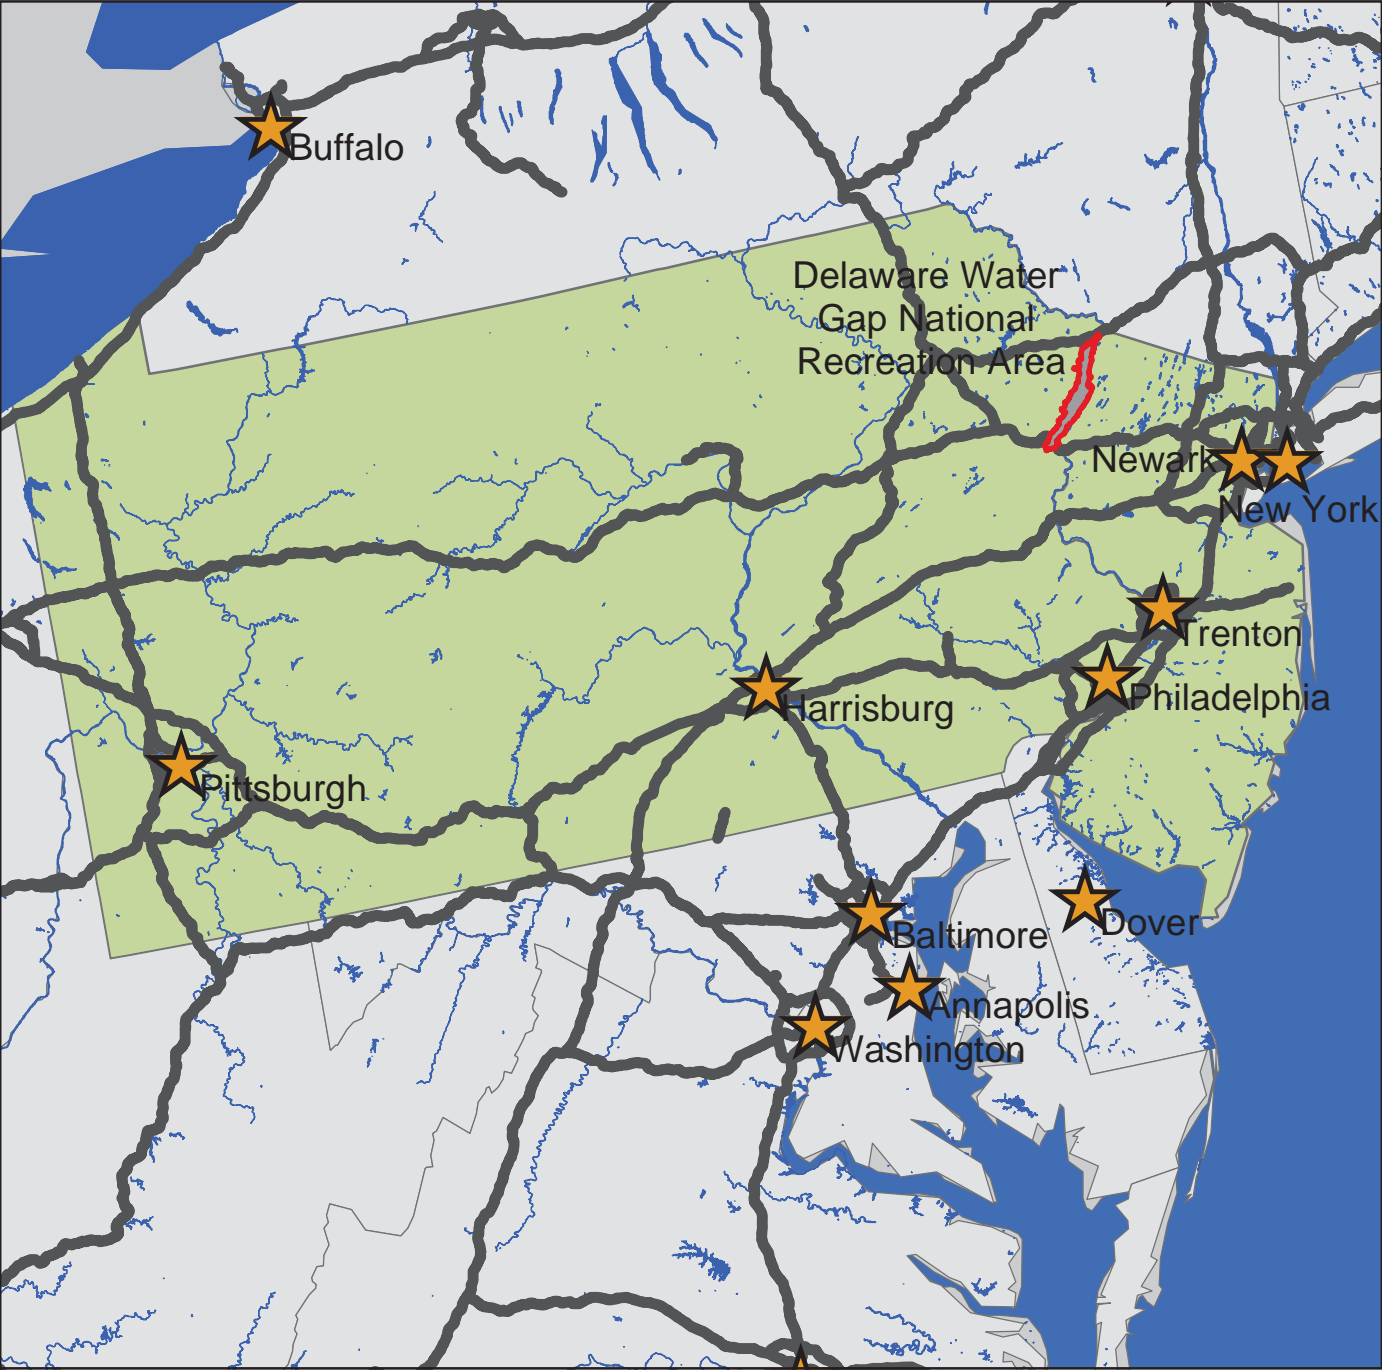 Buffalo
Delaware Water
Gap National
Recreation Area
Newark
New York
Trenton
Philadelphia
Harrisburg
Pittsburgh
Dover
Baltimore
Annapolis
Washington